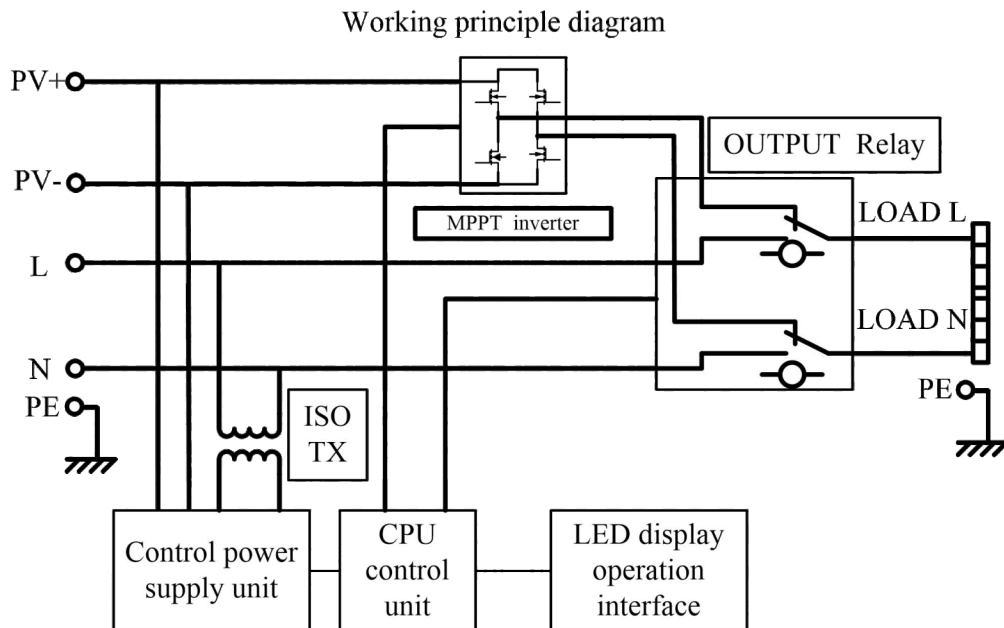 Working principle diagram
PV+
PV-
L
N
PE
MPPT inverter
OUTPUT Relay
LOAD L
LOAD N
PE
ISO
TX
Control power
supply unit
CPU
control
unit
LED display
operation
interface